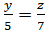 y/5 = z/7